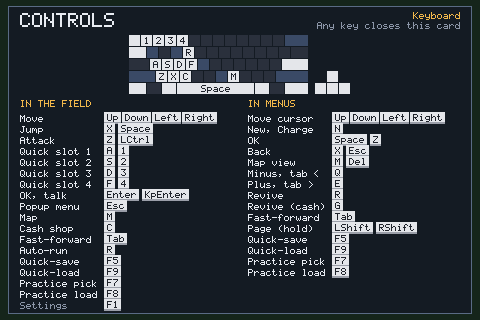 CONTROLS
Keyboard
Any key closes this card
1 2 3 4
R
A S D F
Z X C M
Space
IN THE FIELD
Move Up Down Left Right
Jump X Space
Attack Z LCtrl
Quick slot 1 A 1
Quick slot 2 S 2
Quick slot 3 D 3
Quick slot 4 F 4
OK, talk Enter KpEnter
Popup menu Esc
Map M
Cash shop C
Fast-forward Tab
Auto-run R
Quick-save F5
Quick-load F9
Practice pick F7
Practice load F8
Settings F1
IN MENUS
Move cursor Up Down Left Right
New, Charge N
OK Space Z
Back X Esc
Map view M Del
Minus, tab < Q
Plus, tab > E
Revive R
Revive (cash) G
Fast-forward Tab
Page (hold) LShift RShift
Quick-save F5
Quick-load F9
Practice pick F7
Practice load F8